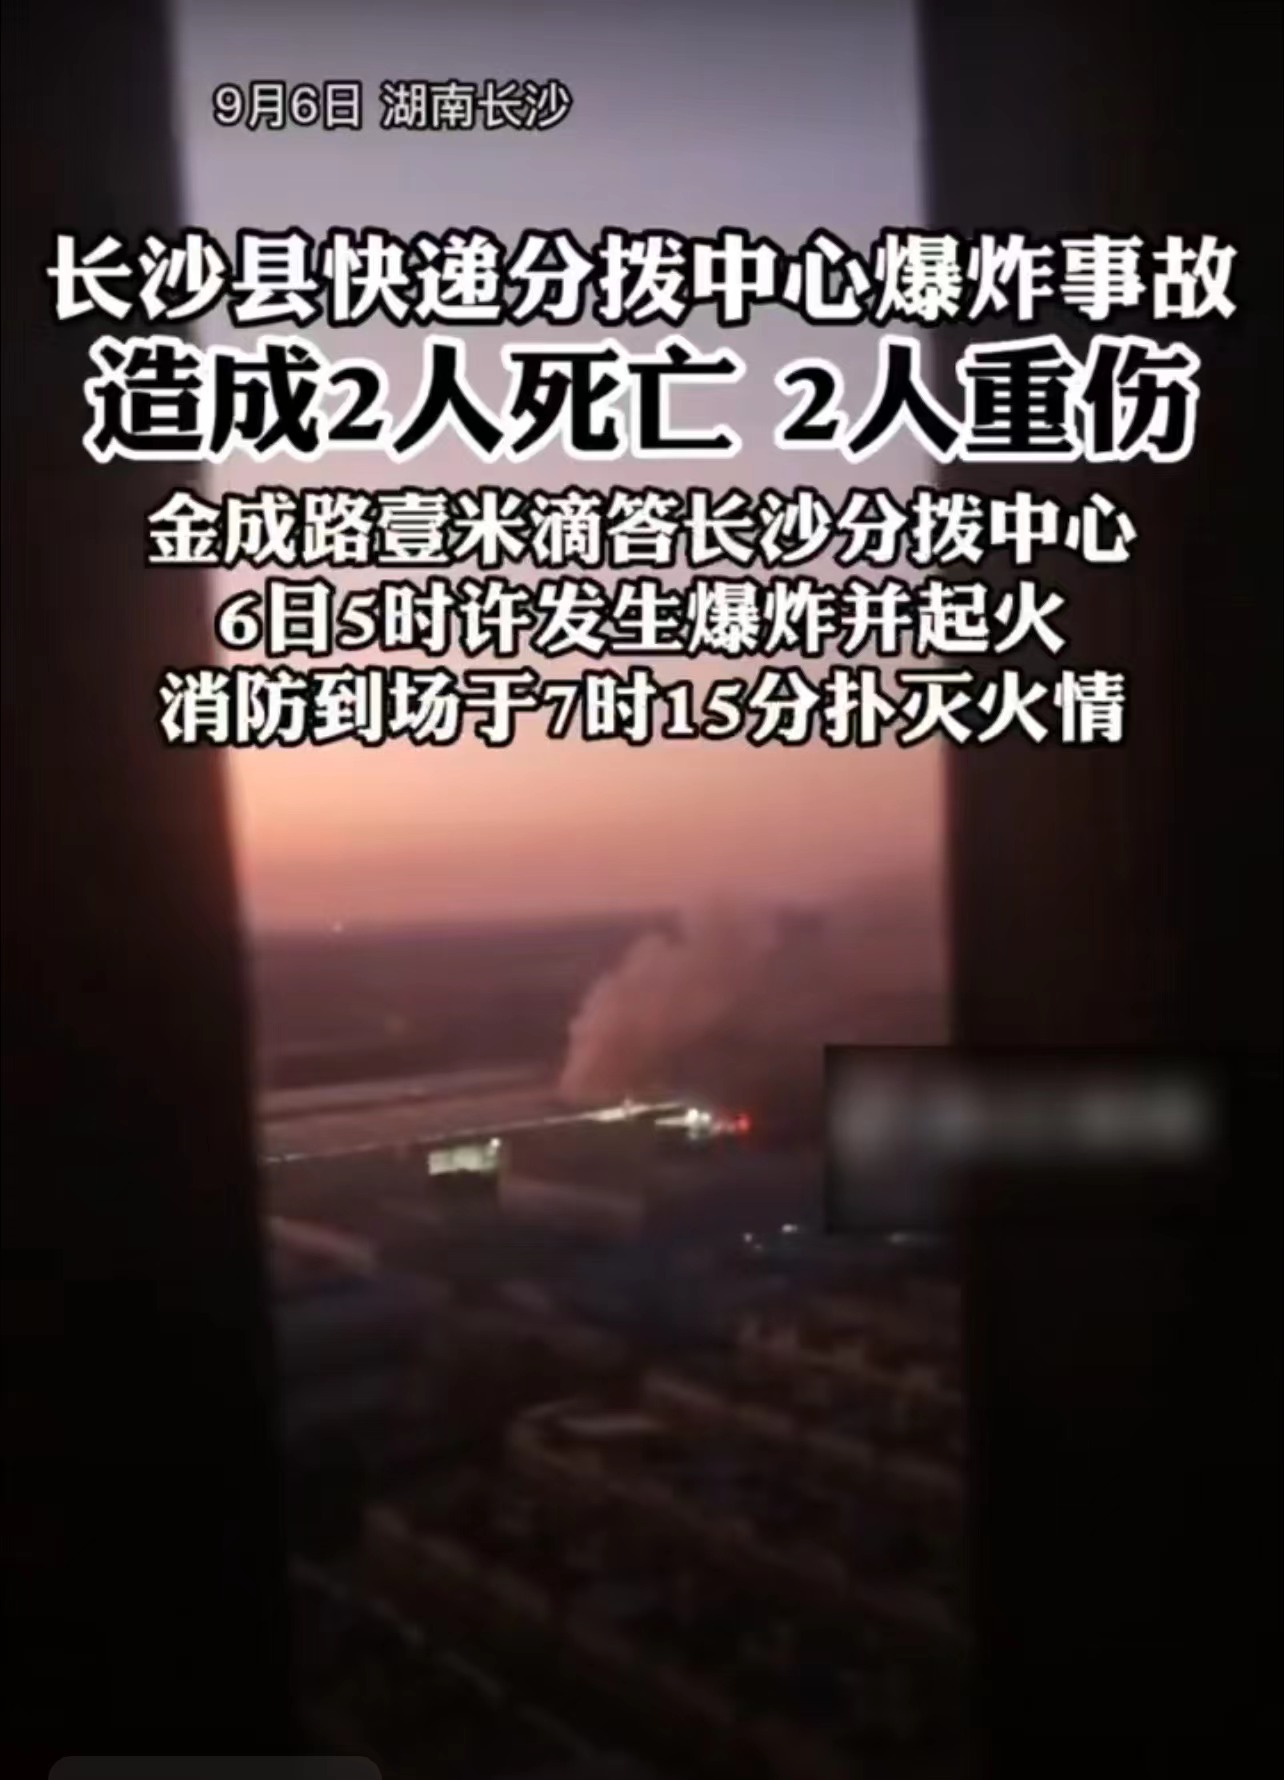 9月6日 湖南长沙
长沙县快递分拨中心爆炸事故
造成2人死亡 2人重伤
金成路壹米滴答长沙分拨中心
6日5时许发生爆炸并起火
消防到场于7时15分扑灭火情